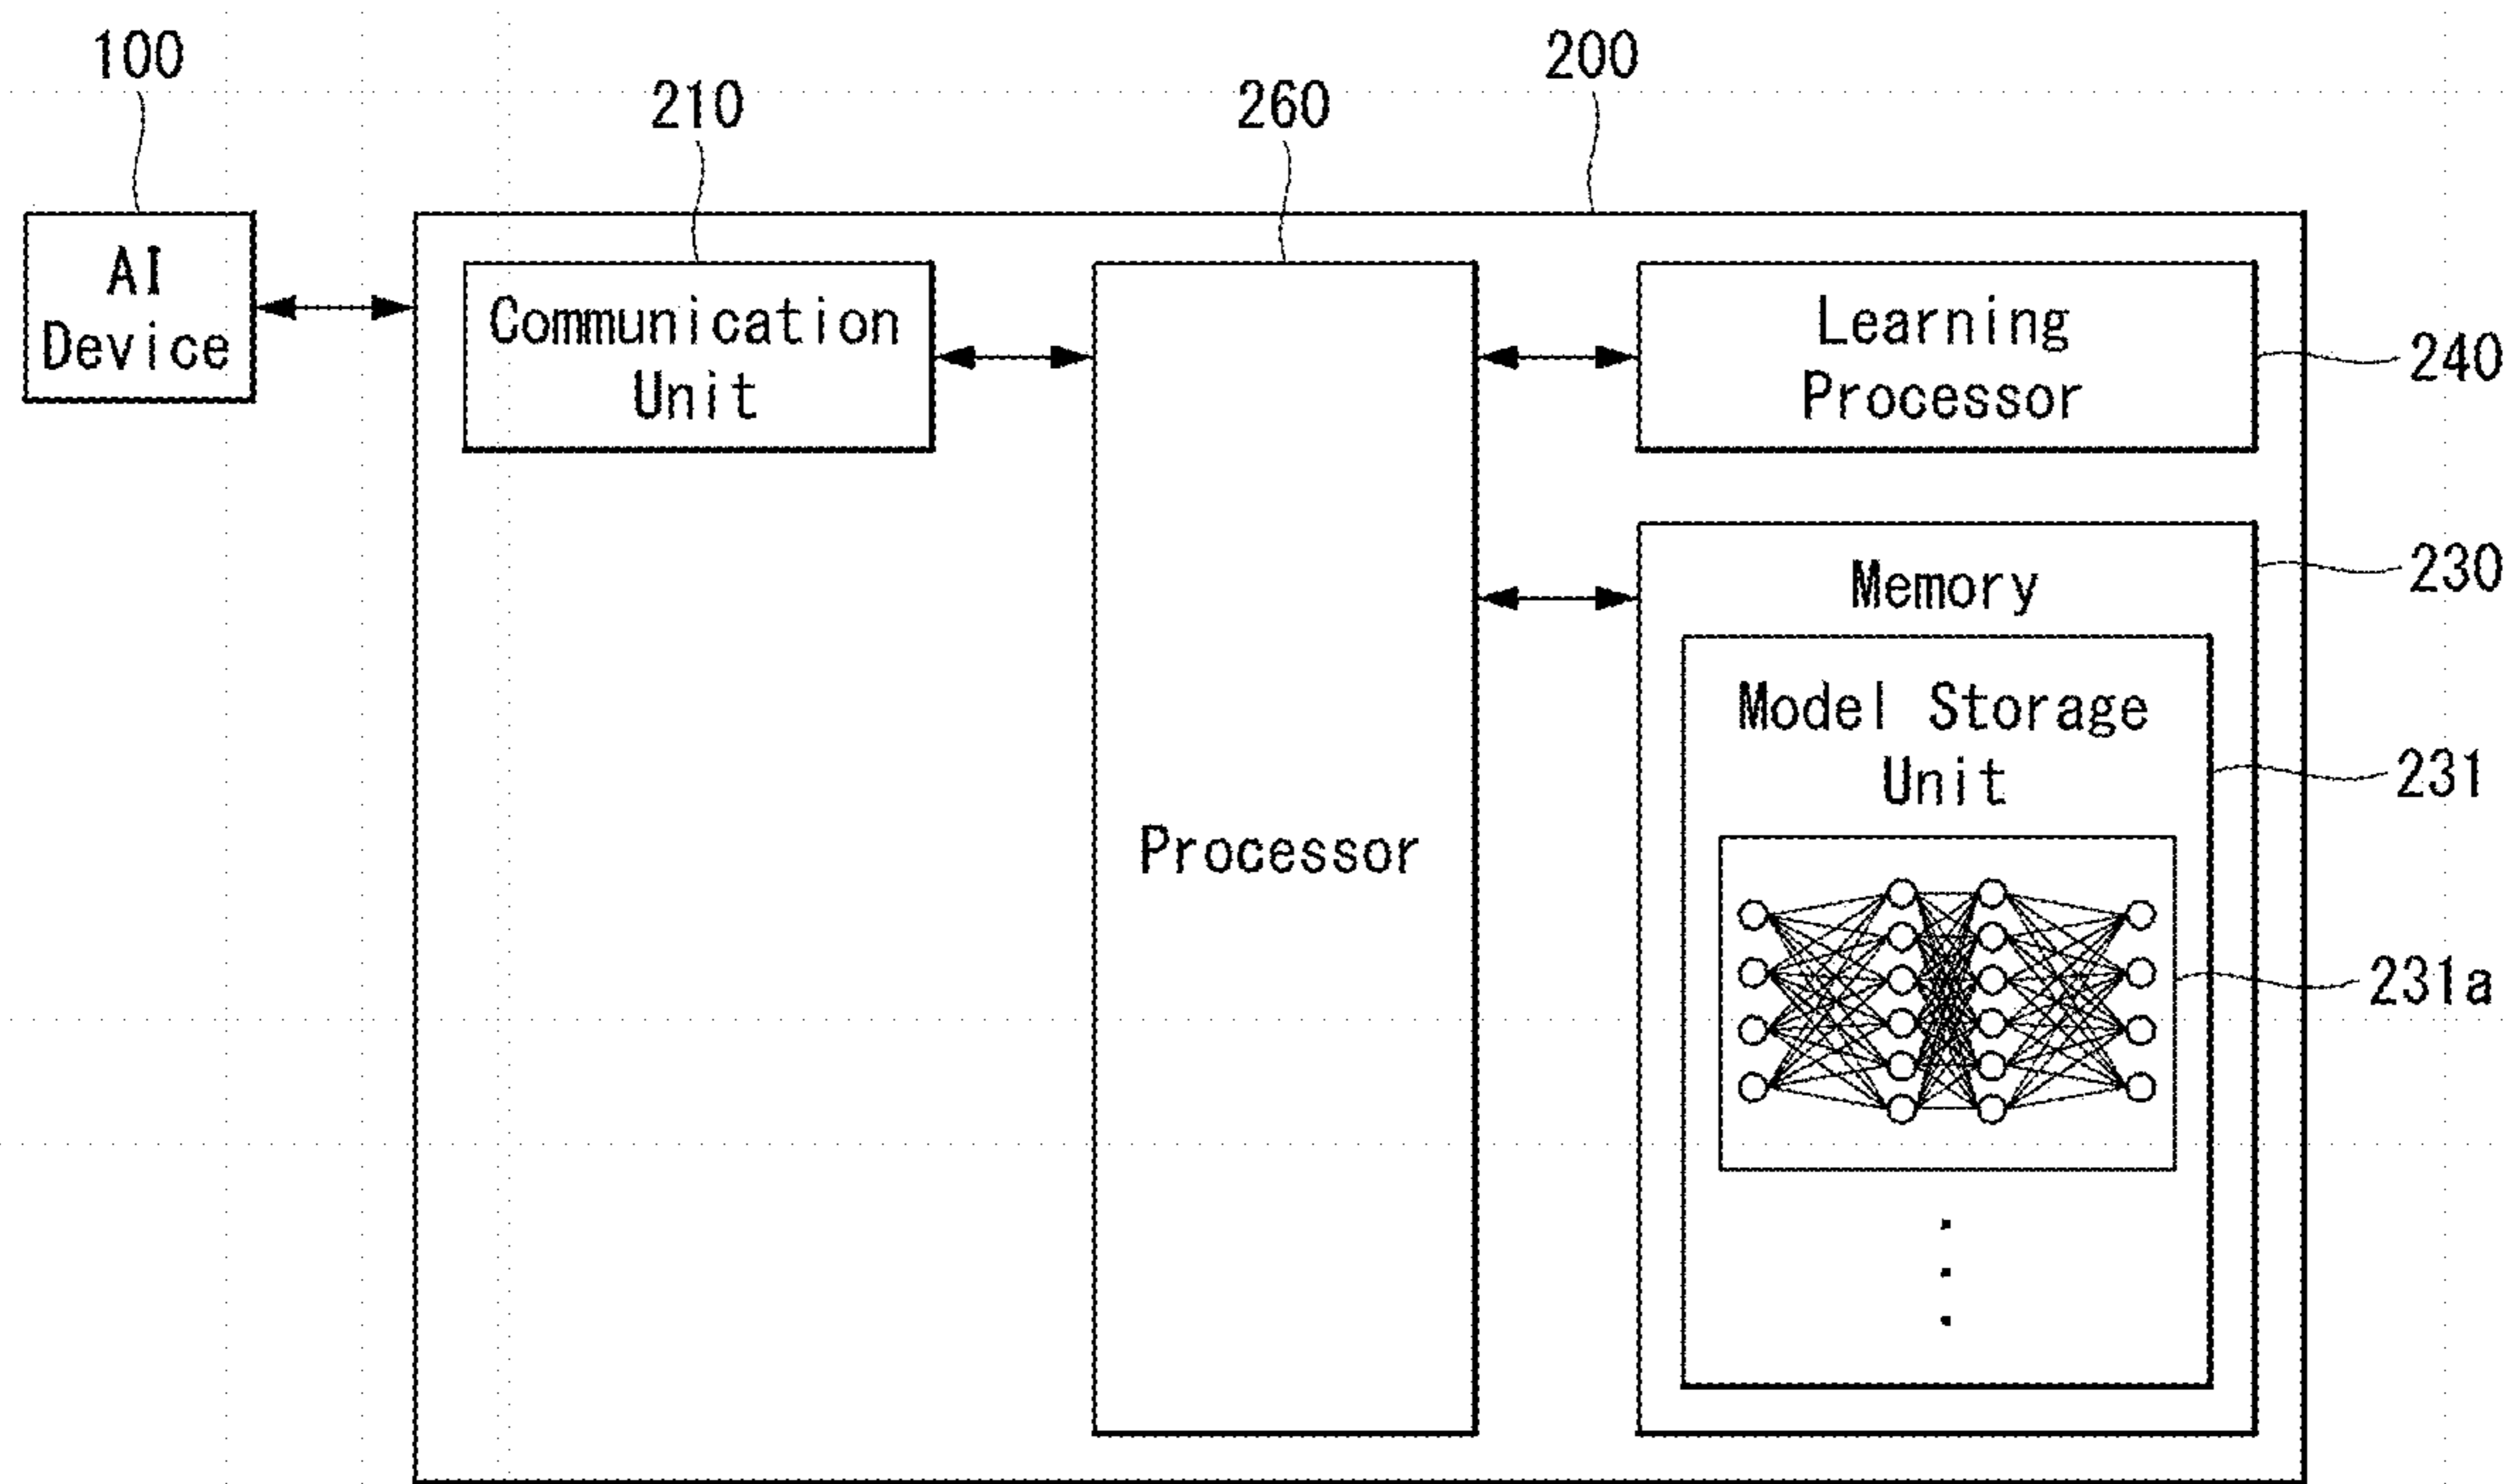 100
200
210
260
AI
Device
Communication
Unit
Learning
Processor
240
Memory
230
Model Storage
Unit
231
Processor
231a